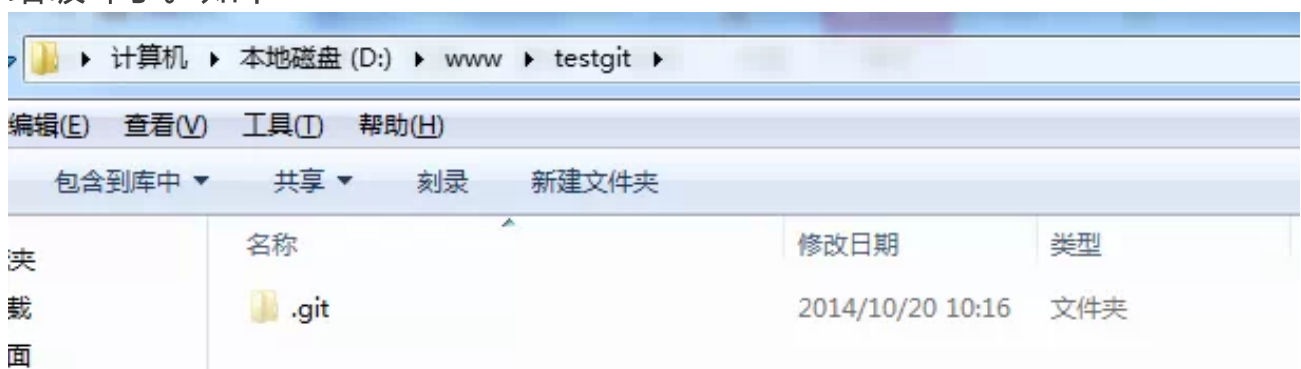 计算机 ▸ 本地磁盘 (D:) ▸ www ▸ testgit ▸
编辑(E) 查看(V) 工具(T) 帮助(H)
包含到库中 ▾ 共享 ▾ 刻录 新建文件夹
名称 修改日期 类型
夹
.git 2014/10/20 10:16 文件夹
载
面